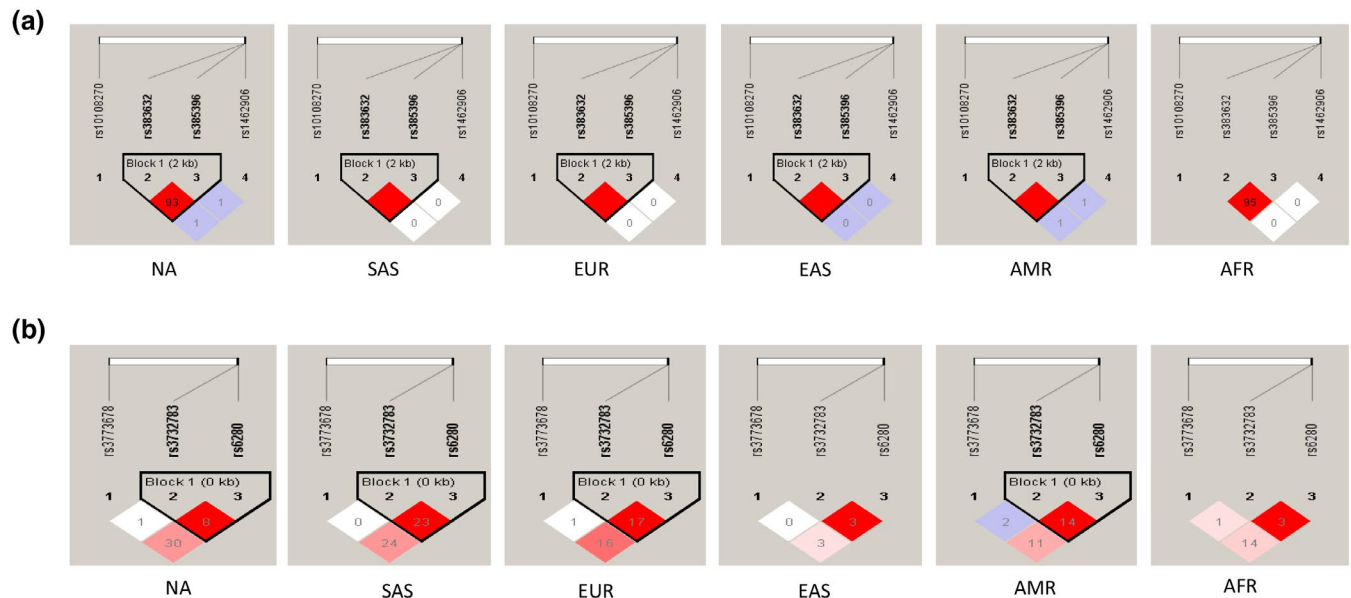 (a)
rs10108270 rs383632 rs385396 rs1462906
Block 1 (2 kb)
1 2 3 4
93 1
1
NA
rs10108270 rs383632 rs385396 rs1462906
Block 1 (2 kb)
1 2 3 4
0
0
SAS
rs10108270 rs383632 rs385396 rs1462906
Block 1 (2 kb)
1 2 3 4
0
0
EUR
rs10108270 rs383632 rs385396 rs1462906
Block 1 (2 kb)
1 2 3 4
0
0
EAS
rs10108270 rs383632 rs385396 rs1462906
Block 1 (2 kb)
1 2 3 4
1
1
AMR
rs10108270 rs383632 rs385396 rs1462906
1 2 3 4
95 0
0
AFR
(b)
rs3773678 rs3732783 rs6280
Block 1 (0 kb)
1 2 3
1 8
30
NA
rs3773678 rs3732783 rs6280
Block 1 (0 kb)
1 2 3
0 23
24
SAS
rs3773678 rs3732783 rs6280
Block 1 (0 kb)
1 2 3
1 17
16
EUR
rs3773678 rs3732783 rs6280
1 2 3
0 3
3
EAS
rs3773678 rs3732783 rs6280
Block 1 (0 kb)
1 2 3
2 14
11
AMR
rs3773678 rs3732783 rs6280
1 2 3
1 3
14
AFR